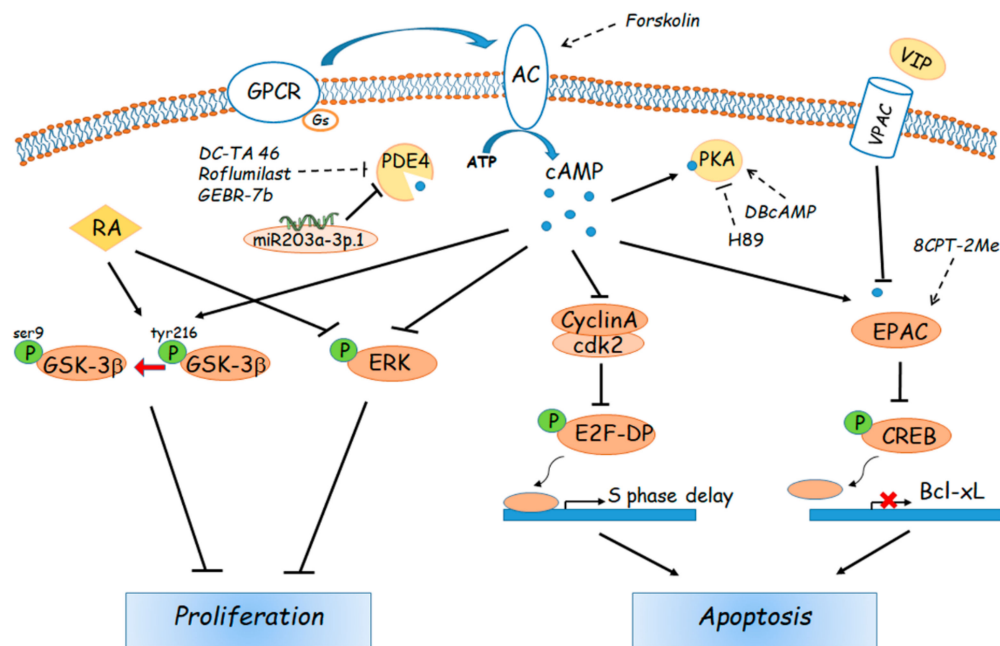 Forskolin
VIP
AC
GPCR
Gs
VPAC
DC-TA 46
Roflumilast
GEBR-7b
PDE4
ATP
cAMP
PKA
DBcAMP
H89
miR203a-3p.1
RA
8CPT-2Me
ser9
P
GSK-3β
tyr216
P
GSK-3β
P
ERK
CyclinA
cdk2
EPAC
P
E2F-DP
P
CREB
S phase delay
Bcl-xL
Proliferation
Apoptosis